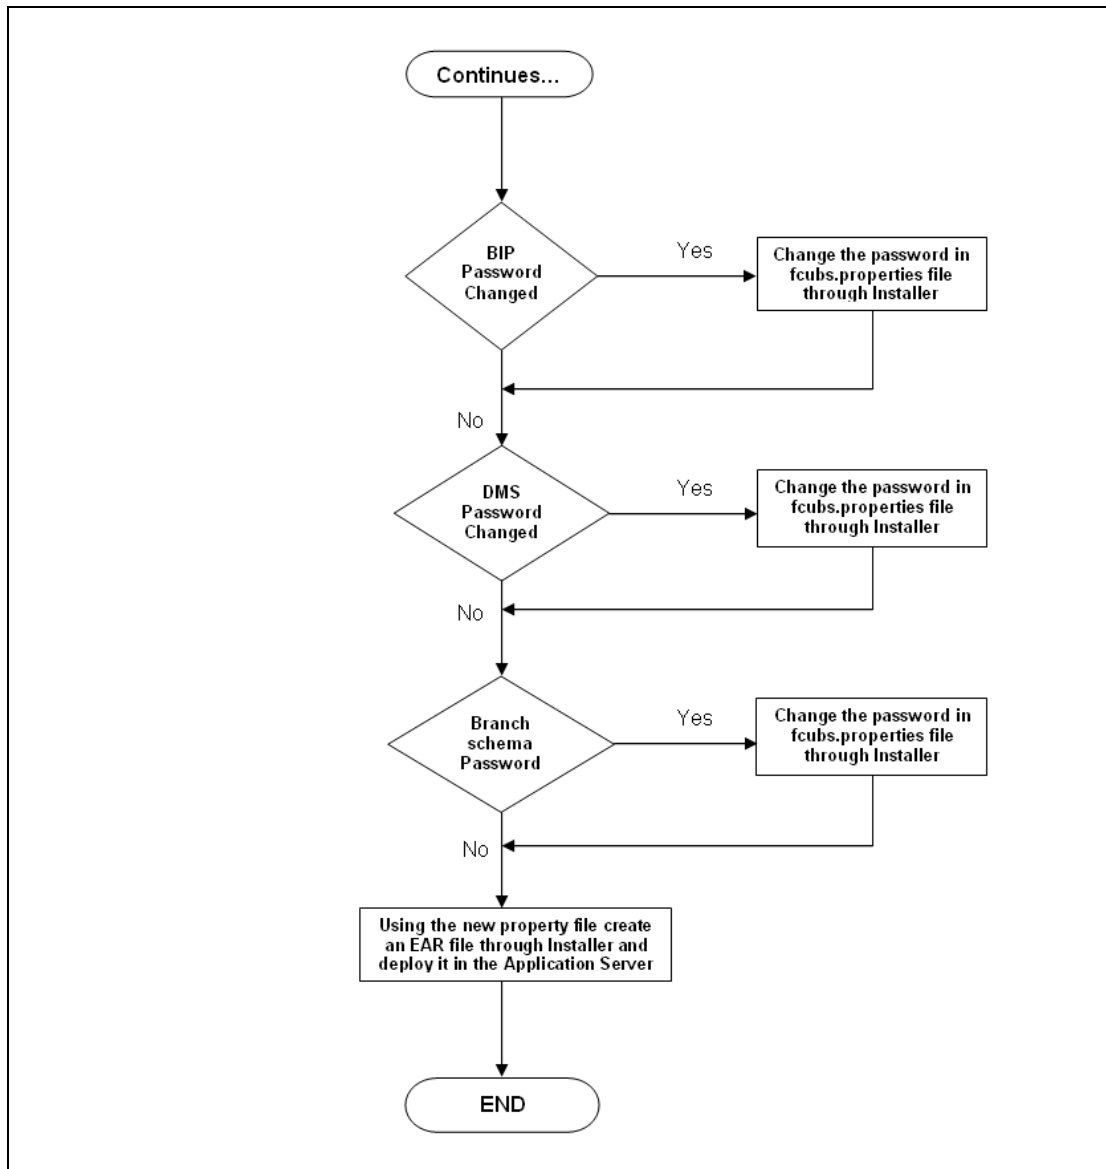 Continues...
BIP
Password
Changed
Yes
Change the password in
fcubs.properties file
through Installer
No
DMS
Password
Changed
Yes
Change the password in
fcubs.properties file
through Installer
No
Branch
schema
Password
Yes
Change the password in
fcubs.properties file
through Installer
No
Using the new property file create
an EAR file through Installer and
deploy it in the Application Server
END